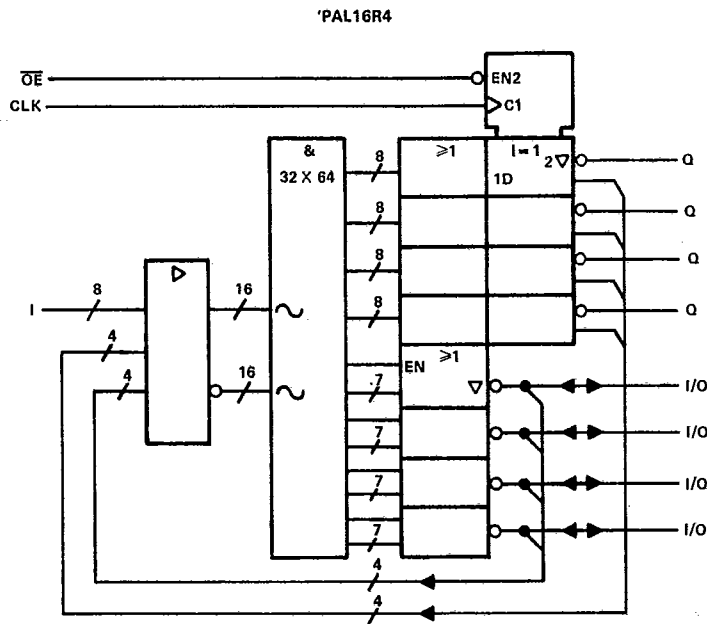 'PAL16R4
OE
EN2
CLK
C1
&
≥1
I=1
8
2
Q
32 X 64
1D
8
Q
8
Q
I
8
16
8
Q
4
EN
≥1
4
16
7
I/O
7
I/O
7
I/O
7
I/O
4
4